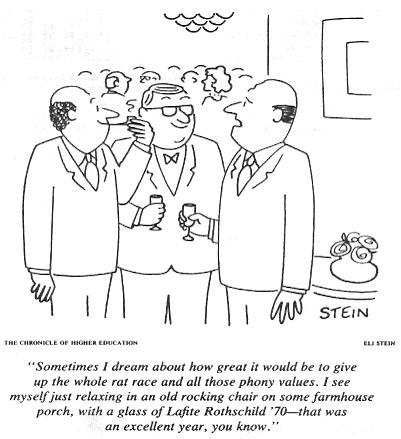 STEIN
THE CHRONICLE OF HIGHER EDUCATION
ELI STEIN
"Sometimes I dream about how great it would be to give
up the whole rat race and all those phony values. I see
myself just relaxing in an old rocking chair on some farmhouse
porch, with a glass of Lafite Rothschild '70—that was
an excellent year, you know."